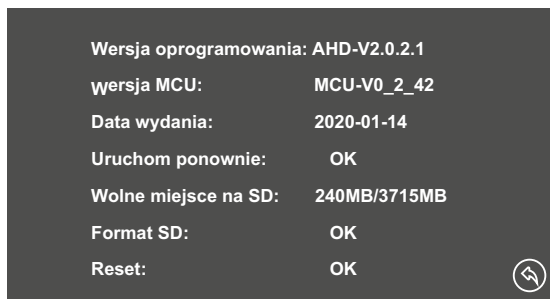 Wersja oprogramowania: AHD-V2.0.2.1
wersja MCU: MCU-V0_2_42
Data wydania: 2020-01-14
Uruchom ponownie: OK
Wolne miejsce na SD: 240MB/3715MB
Format SD: OK
Reset: OK